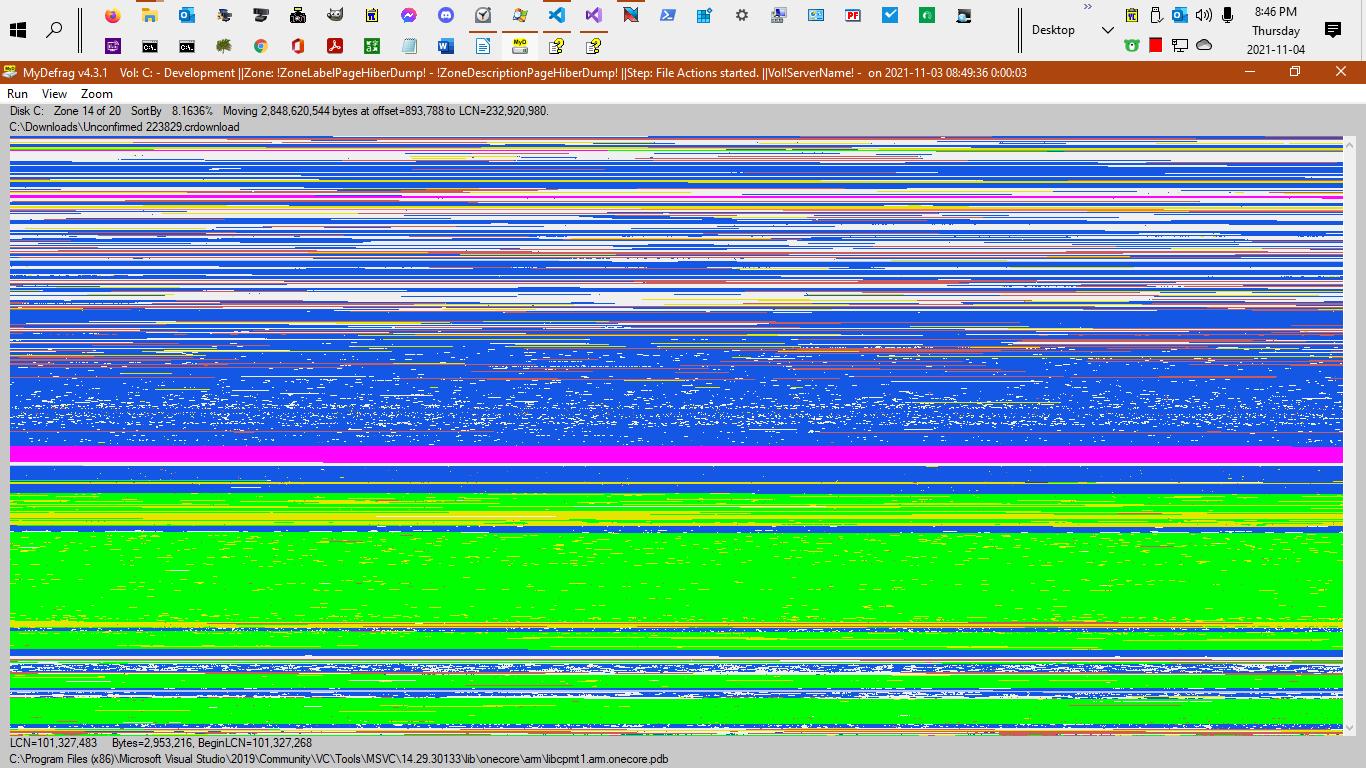 8:46 PM
Desktop
Thursday
2021-11-04
MyDefrag v4.3.1    Vol: C: - Development ||Zone: !ZoneLabelPageHiberDump! - !ZoneDescriptionPageHiberDump! ||Step: File Actions started. ||Vol!ServerName! -  on 2021-11-03 08:49:36 0:00:03
Run View Zoom
Disk C:   Zone 14 of 20   SortBy   8.1636%   Moving 2,848,620,544 bytes at offset=893,788 to LCN=232,920,980.
C:\Downloads\Unconfirmed 223829.crdownload
LCN=101,327,483     Bytes=2,953,216, BeginLCN=101,327,268
C:\Program Files (x86)\Microsoft Visual Studio\2019\Community\VC\Tools\MSVC\14.29.30133\lib\onecore\arm\libcpmt1.arm.onecore.pdb